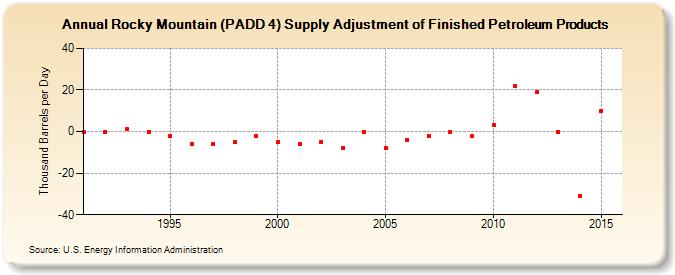 Annual Rocky Mountain (PADD 4) Supply Adjustment of Finished Petroleum Products
Thousand Barrels per Day
40
20
0
-20
-40
1995 2000 2005 2010 2015
Source: U.S. Energy Information Administration